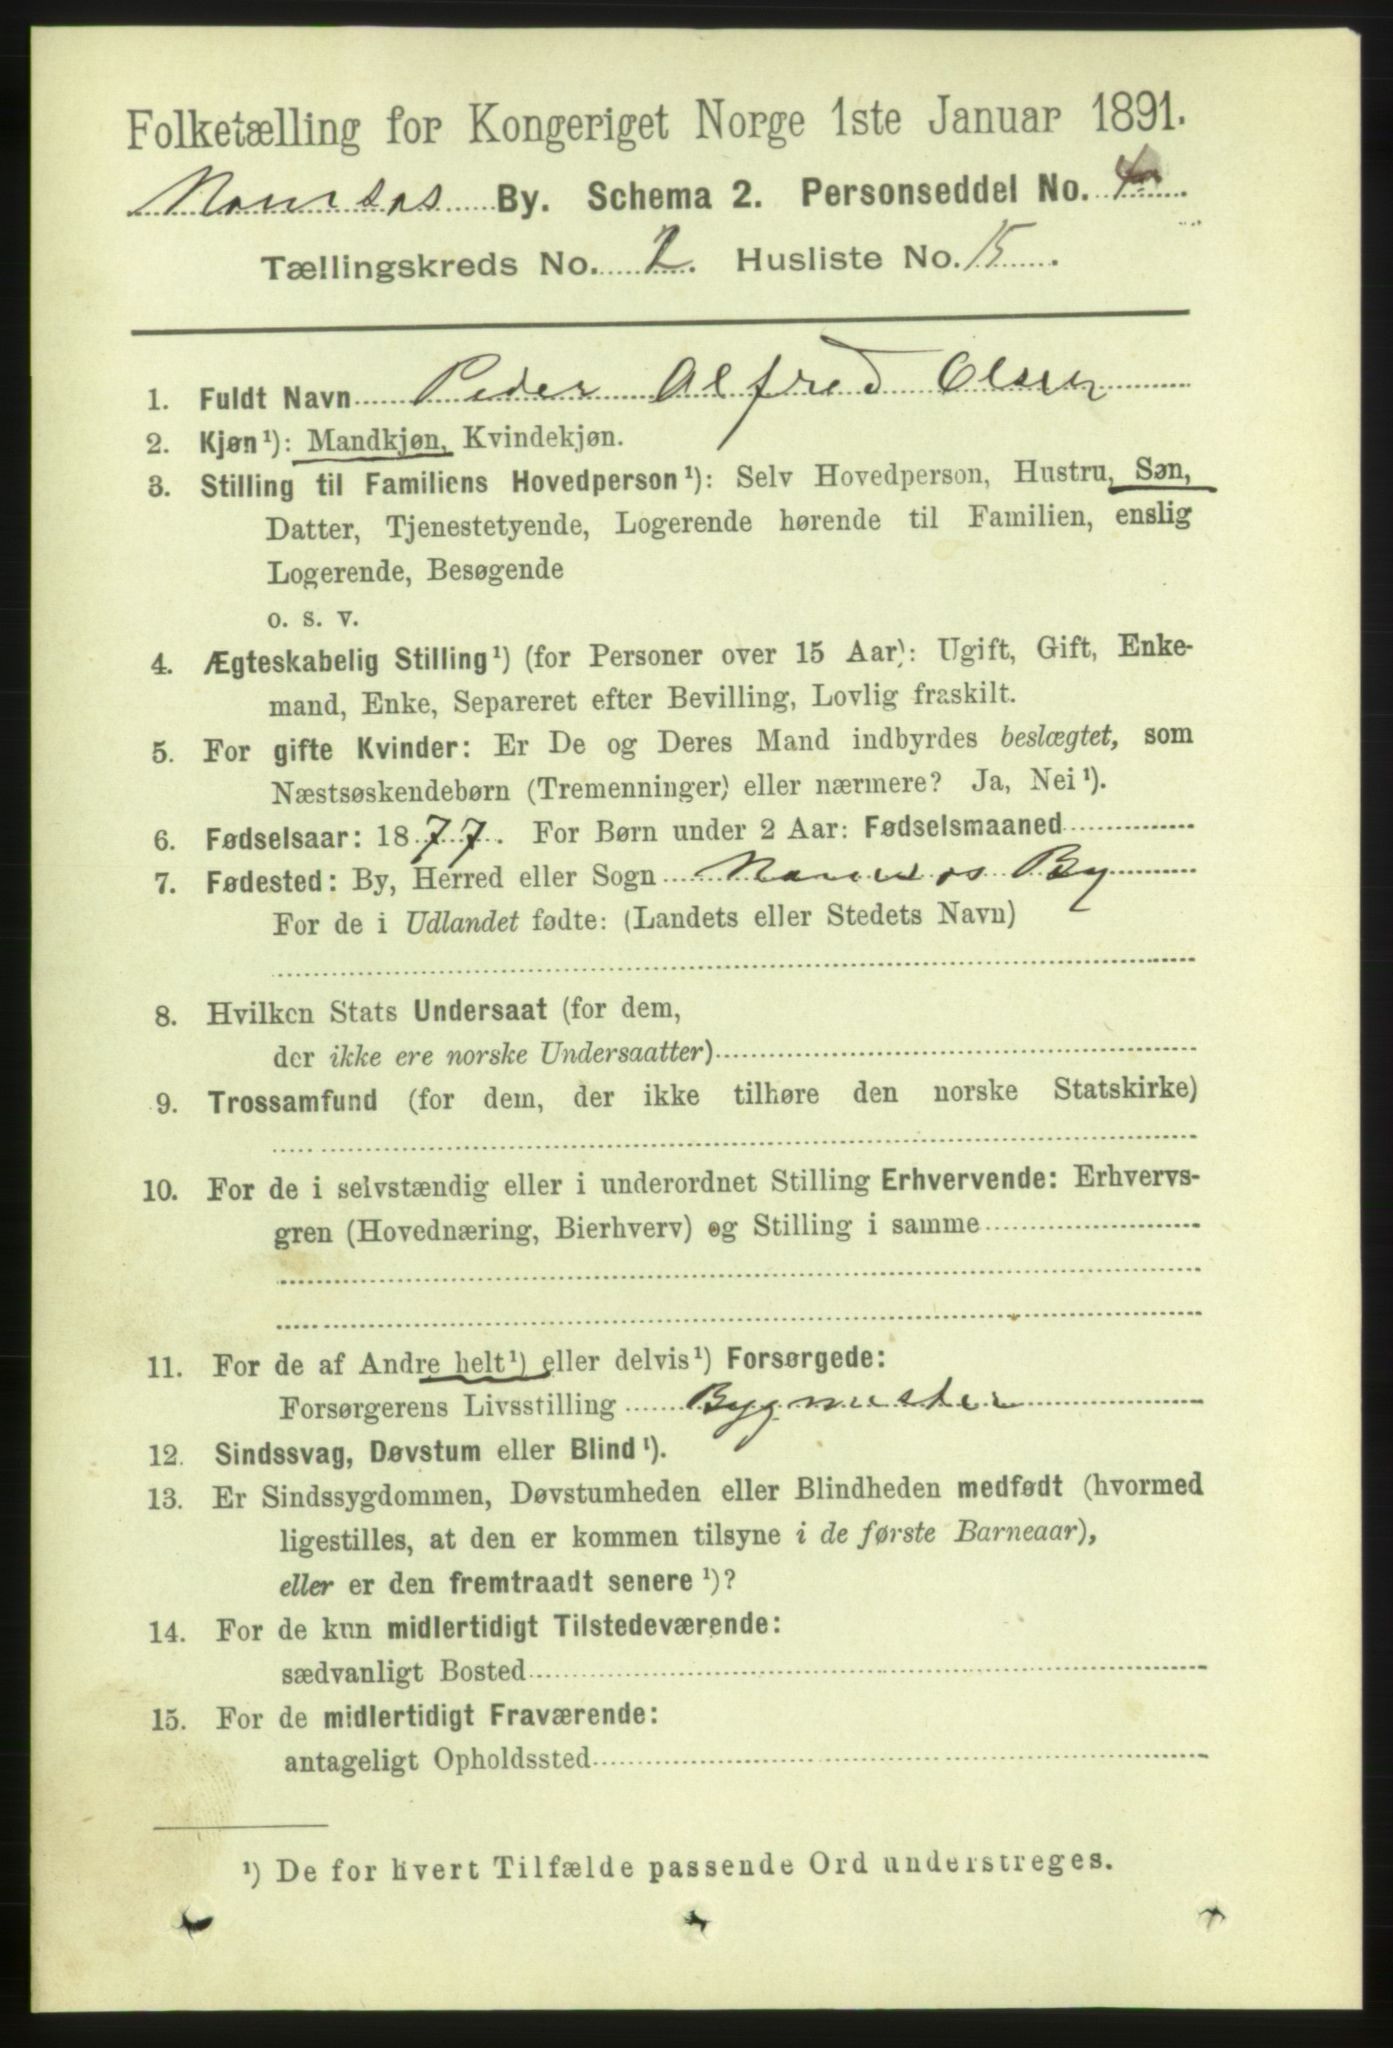 Folketælling for Kongeriget Norge 1ste Januar 1891.
Namsos By. Schema 2. Personseddel No. 4
Tællingskreds No. 2. Husliste No. 15.
1. Fuldt Navn Peder Alfred Olsen
2. Kjøn¹): Mandkjøn, Kvindekjøn.
3. Stilling til Familiens Hovedperson¹): Selv Hovedperson, Hustru, Søn,
Datter, Tjenestetyende, Logerende hørende til Familien, enslig
Logerende, Besøgende
o. s. v.
4. Ægteskabelig Stilling¹) (for Personer over 15 Aar): Ugift, Gift, Enke-
mand, Enke, Separeret efter Bevilling, Lovlig fraskilt.
5. For gifte Kvinder: Er De og Deres Mand indbyrdes beslægtet, som
Næstsøskendebørn (Tremenninger) eller nærmere? Ja, Nei¹).
6. Fødselsaar: 1877. For Børn under 2 Aar: Fødselsmaaned
7. Fødested: By, Herred eller Sogn Namsos By
For de i Udlandet fødte: (Landets eller Stedets Navn)
8. Hvilken Stats Undersaat (for dem,
der ikke ere norske Undersaatter)
9. Trossamfund (for dem, der ikke tilhøre den norske Statskirke)
10. For de i selvstændig eller i underordnet Stilling Erhvervende: Erhvervs-
gren (Hovednæring, Bierhverv) og Stilling i samme
11. For de af Andre helt¹) eller delvis¹) Forsørgede:
Forsørgerens Livsstilling Bygmester
12. Sindssvag, Døvstum eller Blind¹).
13. Er Sindssygdommen, Døvstumheden eller Blindheden medfødt (hvormed
ligestilles, at den er kommen tilsyne i de første Barneaar),
eller er den fremtraadt senere¹)?
14. For de kun midlertidigt Tilstedeværende:
sædvanligt Bosted
15. For de midlertidigt Fraværende:
antageligt Opholdssted
¹) De for hvert Tilfælde passende Ord understreges.